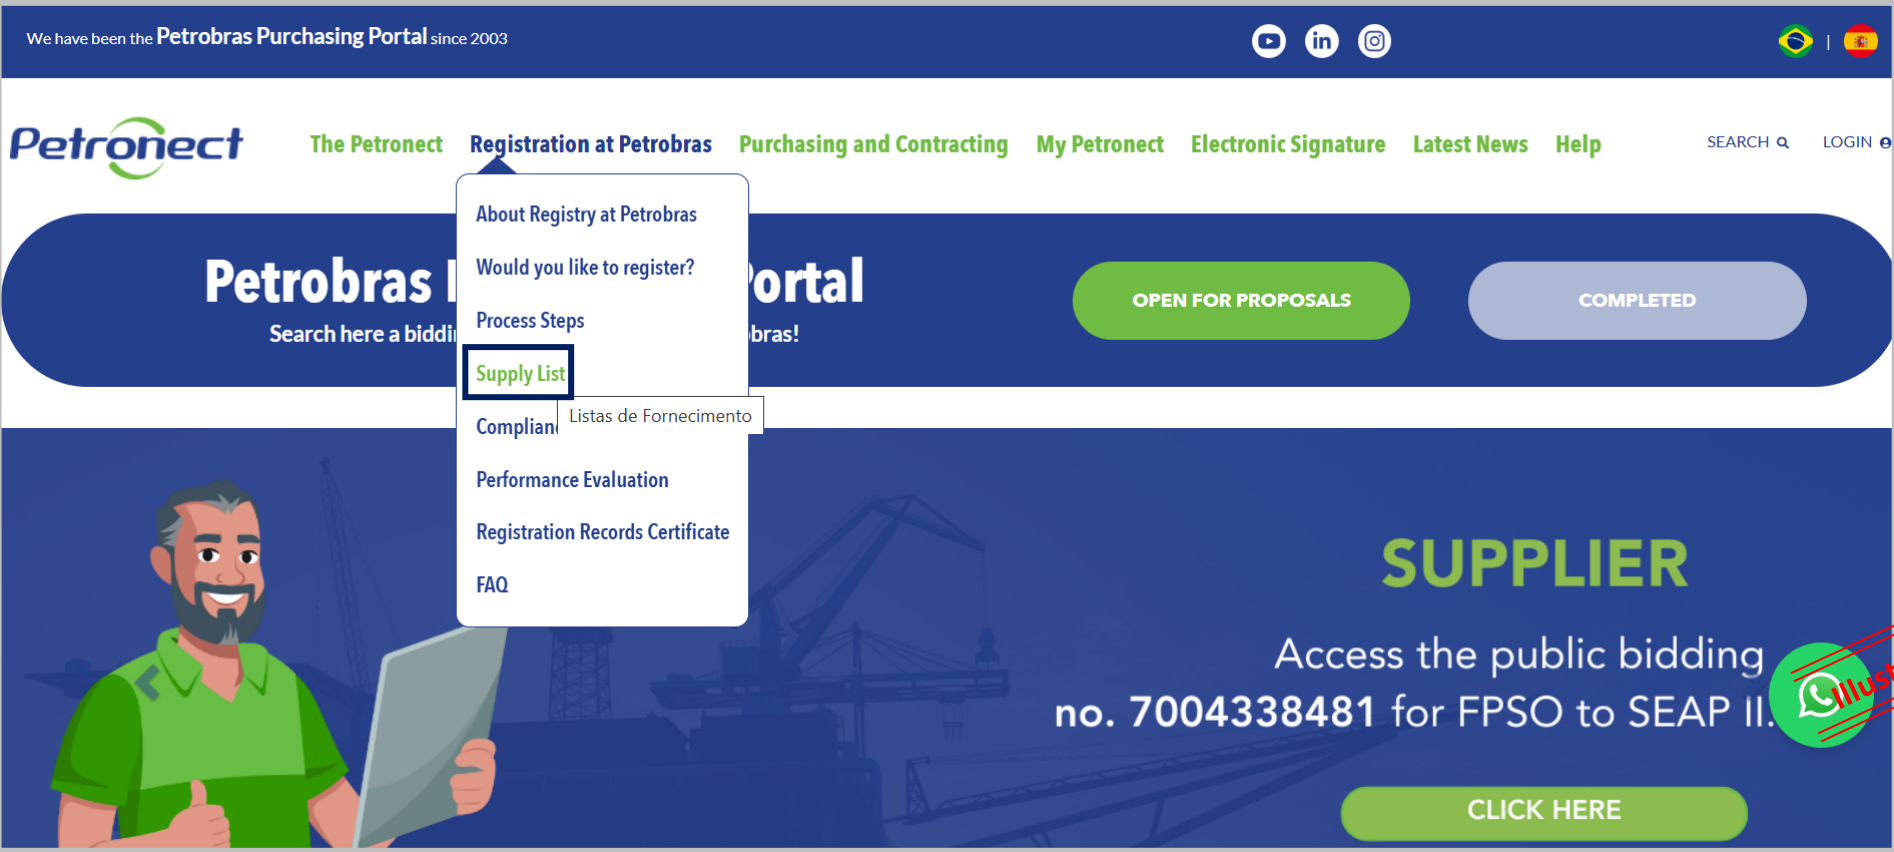 We have been the Petrobras Purchasing Portal since 2003
Petronect
The Petronect
Registration at Petrobras
Purchasing and Contracting
My Petronect
Electronic Signature
Latest News
Help
SEARCH
LOGIN
About Registry at Petrobras
Would you like to register?
Process Steps
Supply List
Listas de Fornecimento
Performance Evaluation
Registration Records Certificate
FAQ
Petrobras
Search here a
OPEN FOR PROPOSALS
COMPLETED
SUPPLIER
Access the public bidding
no. 7004338481 for FPSO to SEAP II.
CLICK HERE